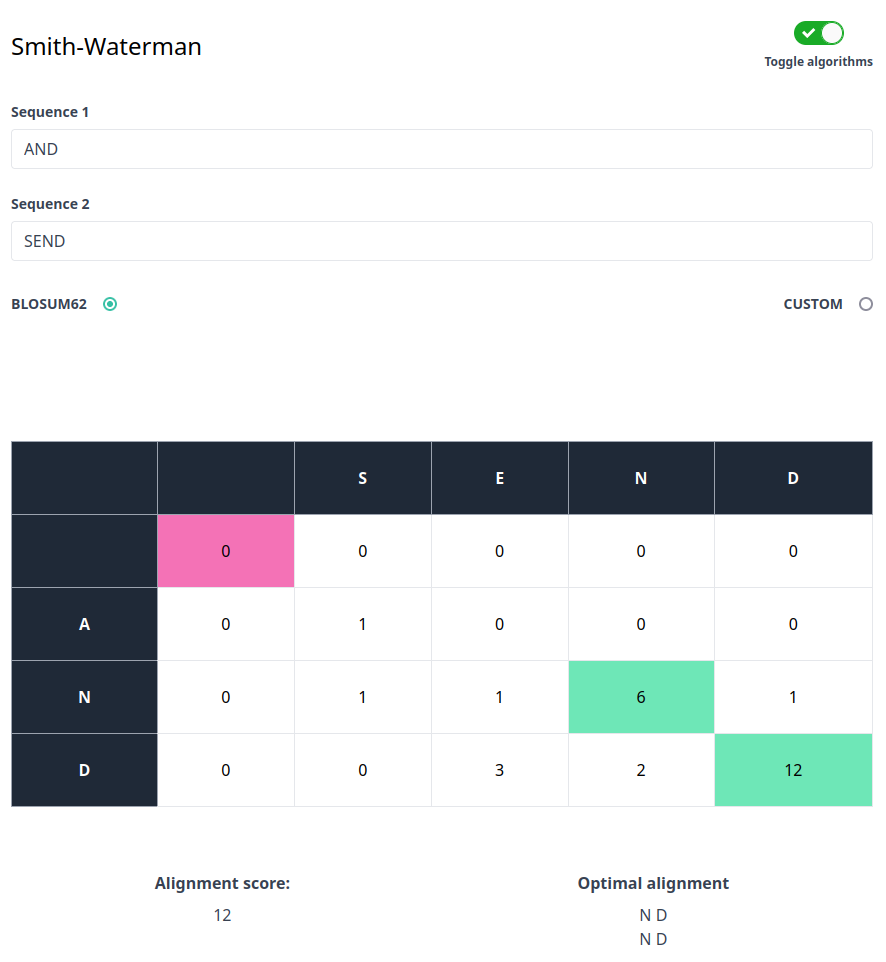 Smith-Waterman
Toggle algorithms
Sequence 1
AND
Sequence 2
SEND
BLOSUM62 CUSTOM
S E N D
0 0 0 0 0
A 0 1 0 0 0
N 0 1 1 6 1
D 0 0 3 2 12
Alignment score: Optimal alignment
12 N D
N D